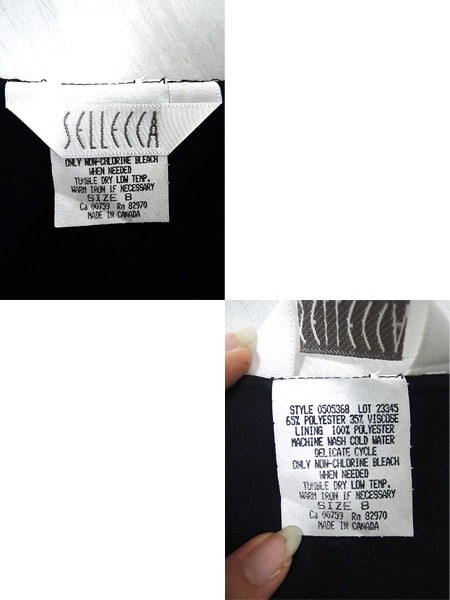 SELLECCA
ONLY NON-CHLORINE BLEACH
WHEN NEEDED
TUMBLE DRY LOW TEMP.
WARM IRON IF NECESSARY
SIZE 8
Ca 00759 Rn 82970
MADE IN CANADA
STYLE 0505368 LOT 23345
65% POLYESTER 35% VISCOSE
LINING 100% POLYESTER
MACHINE WASH COLD WATER
DELICATE CYCLE
ONLY NON-CHLORINE BLEACH
WHEN NEEDED
TUMBLE DRY LOW TEMP.
WARM IRON IF NECESSARY
SIZE 8
Ca 00759 Rn 82970
MADE IN CANADA